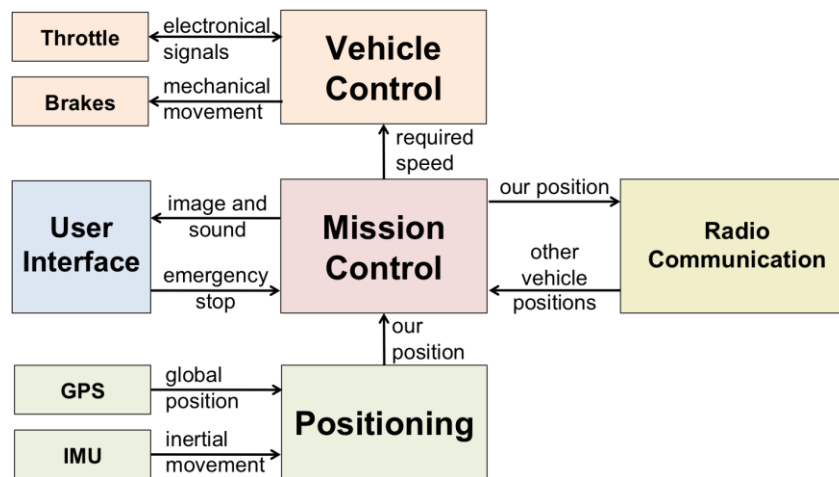 Throttle
electronical
signals
Vehicle
Control
Brakes
mechanical
movement
required
speed
User
Interface
image and
sound
emergency
stop
Mission
Control
our position
other
vehicle
positions
Radio
Communication
our
position
GPS
global
position
Positioning
IMU
inertial
movement